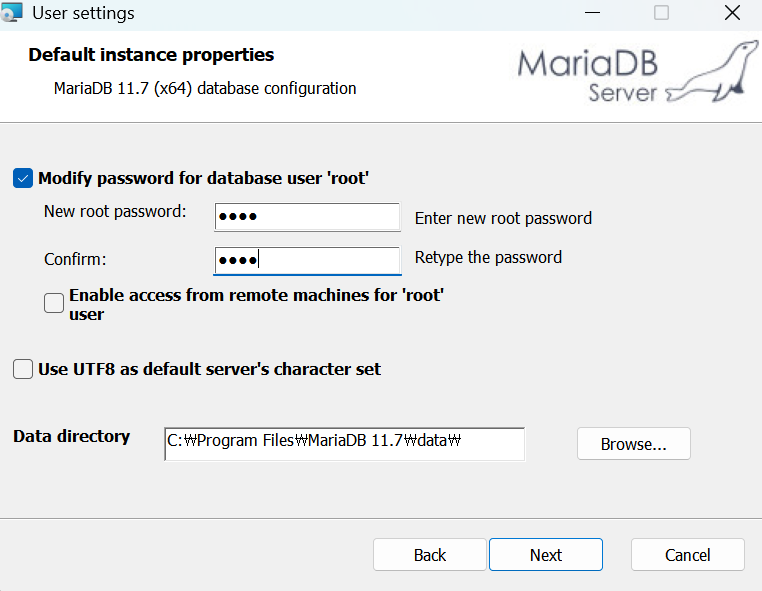 User settings
Default instance properties
MariaDB 11.7 (x64) database configuration
MariaDB
Server
Modify password for database user 'root'
New root password:
●●●●
Enter new root password
Confirm:
●●●●
Retype the password
Enable access from remote machines for 'root'
user
Use UTF8 as default server's character set
Data directory
C:₩Program Files₩MariaDB 11.7₩data₩
Browse...
Back
Next
Cancel